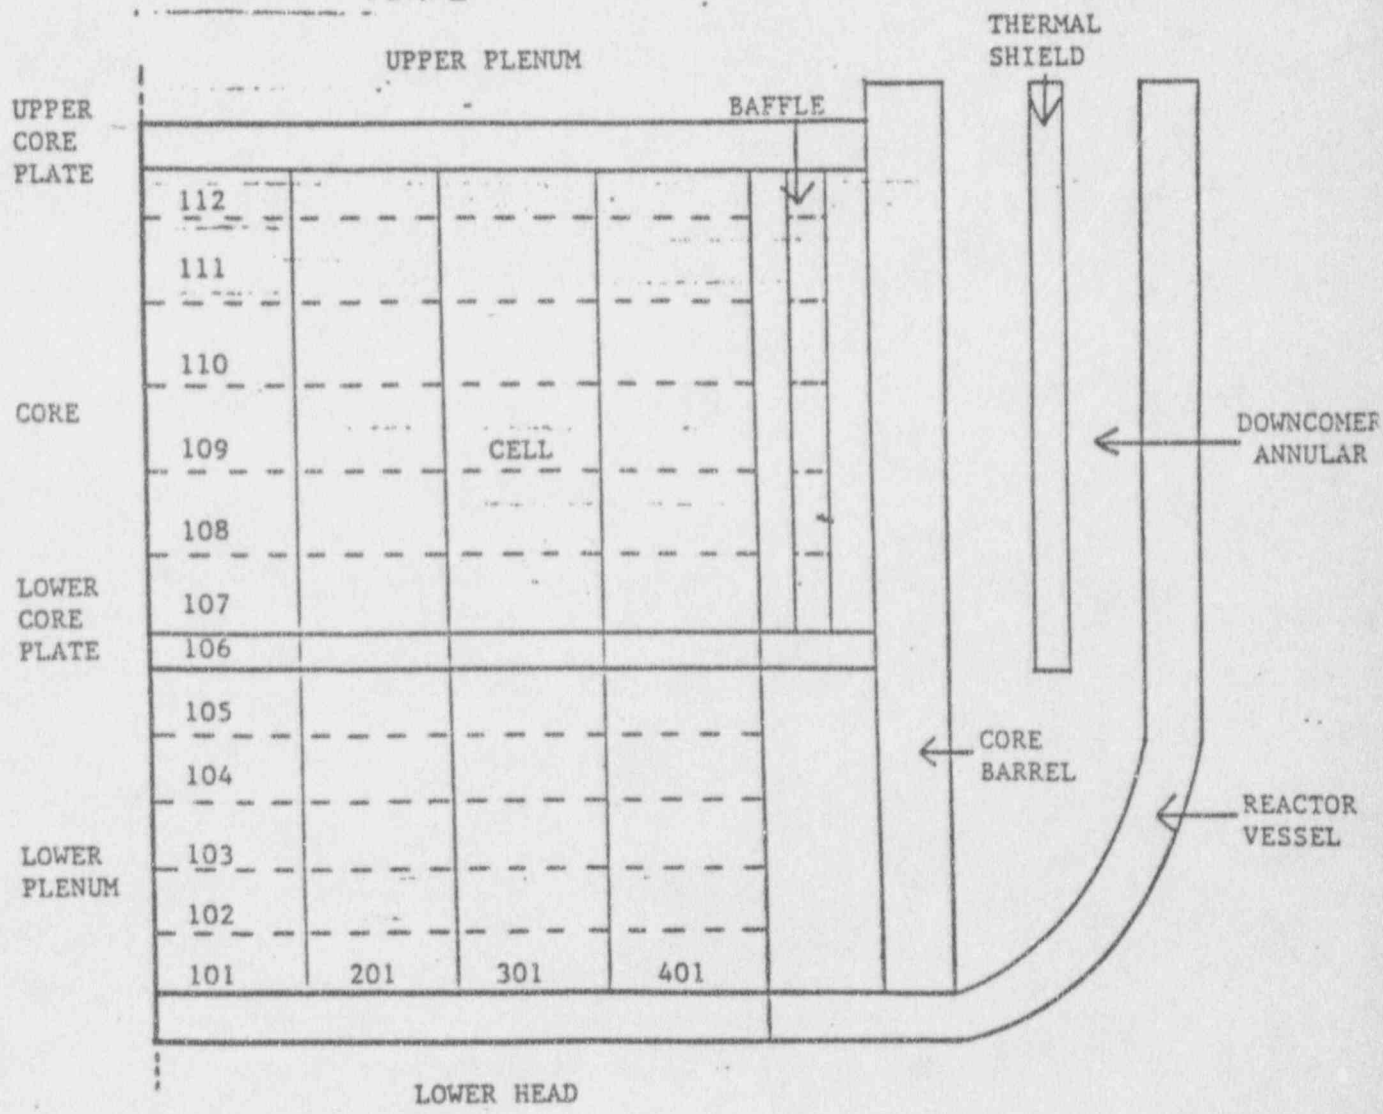 THERMAL
SHIELD
UPPER PLENUM
BAFFLE
UPPER
CORE
PLATE
112
111
110
CORE
109
CELL
DOWNCOMER
ANNULAR
108
LOWER
CORE
PLATE
107
106
105
CORE
BARREL
104
REACTOR
VESSEL
LOWER
PLENUM
103
102
101
201
301
401
LOWER HEAD